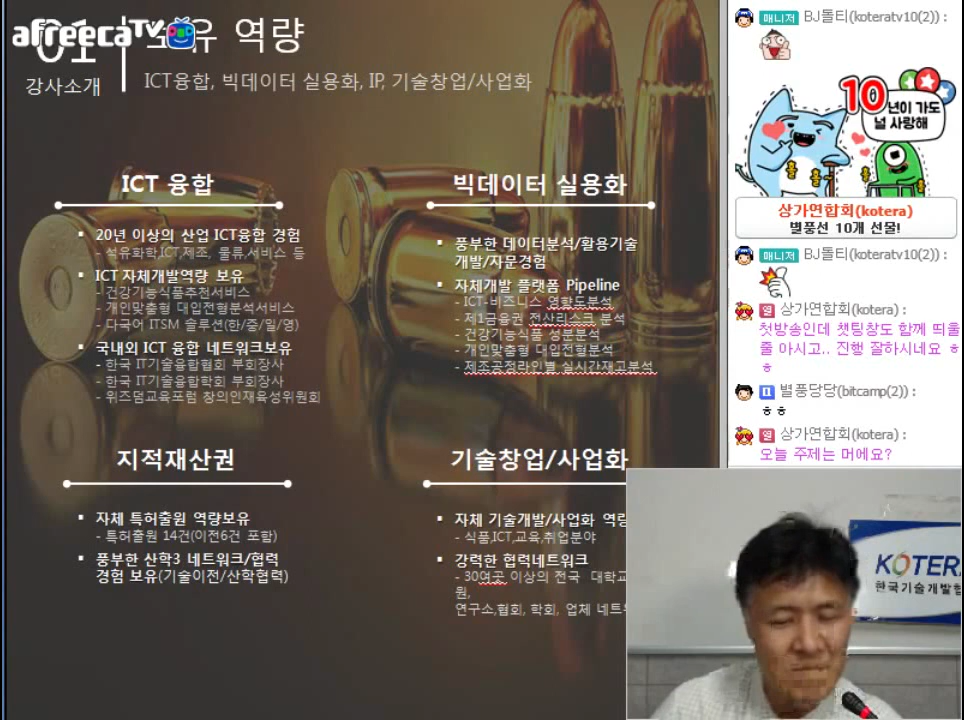 afreecaTV
보유 역량
강사소개
ICT융합, 빅데이터 실용화, IP, 기술창업/사업화
ICT 융합
▪ 20년 이상의 산업 ICT융합 경험
- 석유화학,ICT,제조, 물류,서비스 등
▪ ICT 자체개발역량 보유
- 건강기능식품추천서비스
- 개인맞춤형 대입전형분석서비스
- 다국어 ITSM 솔루션(한/중/일/영)
▪ 국내외 ICT 융합 네트워크보유
- 한국 IT기술융합협회 부회장사
- 한국 IT기술융합학회 부회장사
- 위즈덤교육포럼 창의인재육성위원회
빅데이터 실용화
▪ 풍부한 데이터분석/활용기술
개발/자문경험
▪ 자체개발 플랫폼 Pipeline
- ICT-비즈니스 영향도분석
- 제1금융권 전산리스크 분석
- 건강기능식품 성분분석
- 개인맞춤형 대입전형분석
- 제조공정라인별 실시간재고분석
지적재산권
▪ 자체 특허출원 역량보유
- 특허출원 14건(이전6건 포함)
▪ 풍부한 산학3 네트워크/협력
경험 보유(기술이전/산학협력)
기술창업/사업화
▪ 자체 기술개발/사업화 역량
- 식품,ICT,교육,취업분야
▪ 강력한 협력네트워크
- 30여곳 이상의 전국 대학교
원,
연구소,협회, 학회, 업체 네트
매니저 BJ톨티(koteratv10(2)) :
10년이 가도
널 사랑해
상가연합회(kotera)
별풍선 10개 선물!
매니저 BJ톨티(koteratv10(2)) :
열 상가연합회(kotera) :
첫방송인데 챗팅창도 함께 띄울
줄 아시고.. 진행 잘하시네요 ㅎ
ㅎ
별풍당당(bitcamp(2)) :
ㅎㅎ
열 상가연합회(kotera) :
오늘 주제는 머에요?
KOTER
한국기술개발협